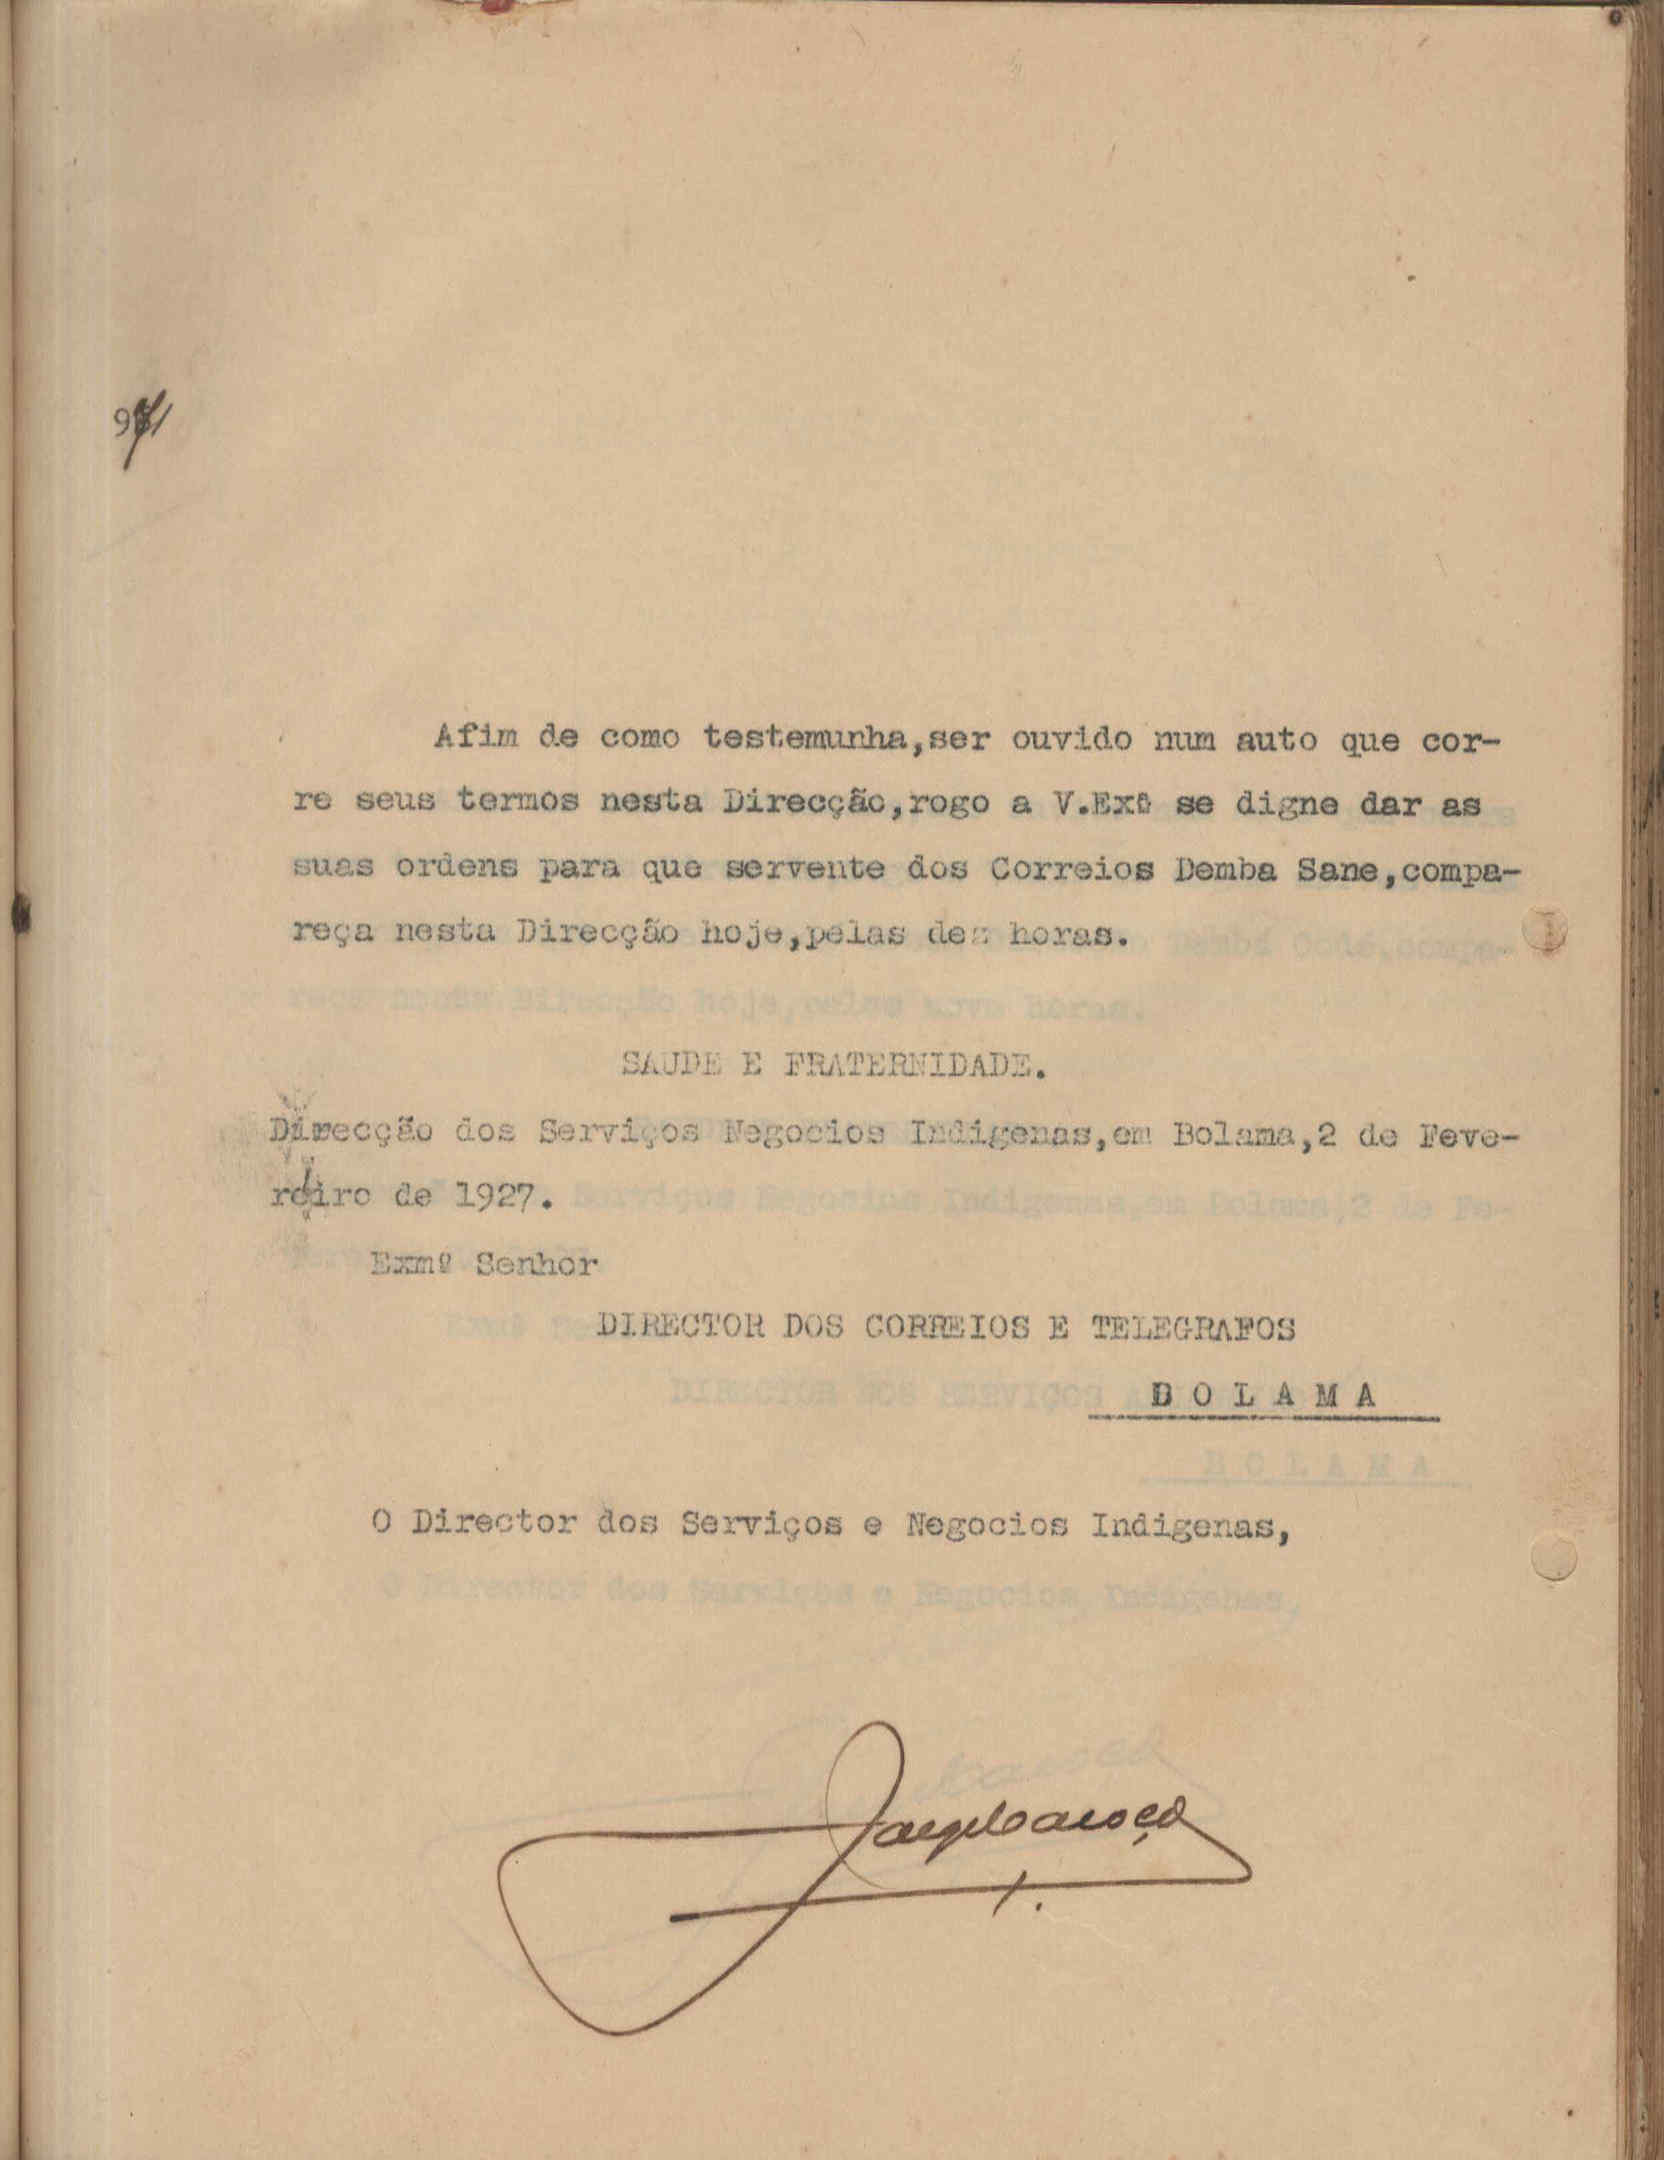 Afim de como testemunha,ser ouvido num auto que cor-
re seus termos nesta Direcção,rogo a V.Exª se digne dar as
suas ordens para que servente dos Correios Demba Sane,compa-
reça nesta Direcção hoje,pelas dez horas.
SAUDE E FRATERNIDADE.
Direcção dos Serviços Negocios Indigenas,em Bolama,2 de Feve-
reiro de 1927.
Exmº Senhor
DIRECTOR DOS CORREIOS E TELEGRAFOS
B O L A M A
O Director dos Serviços e Negocios Indigenas,